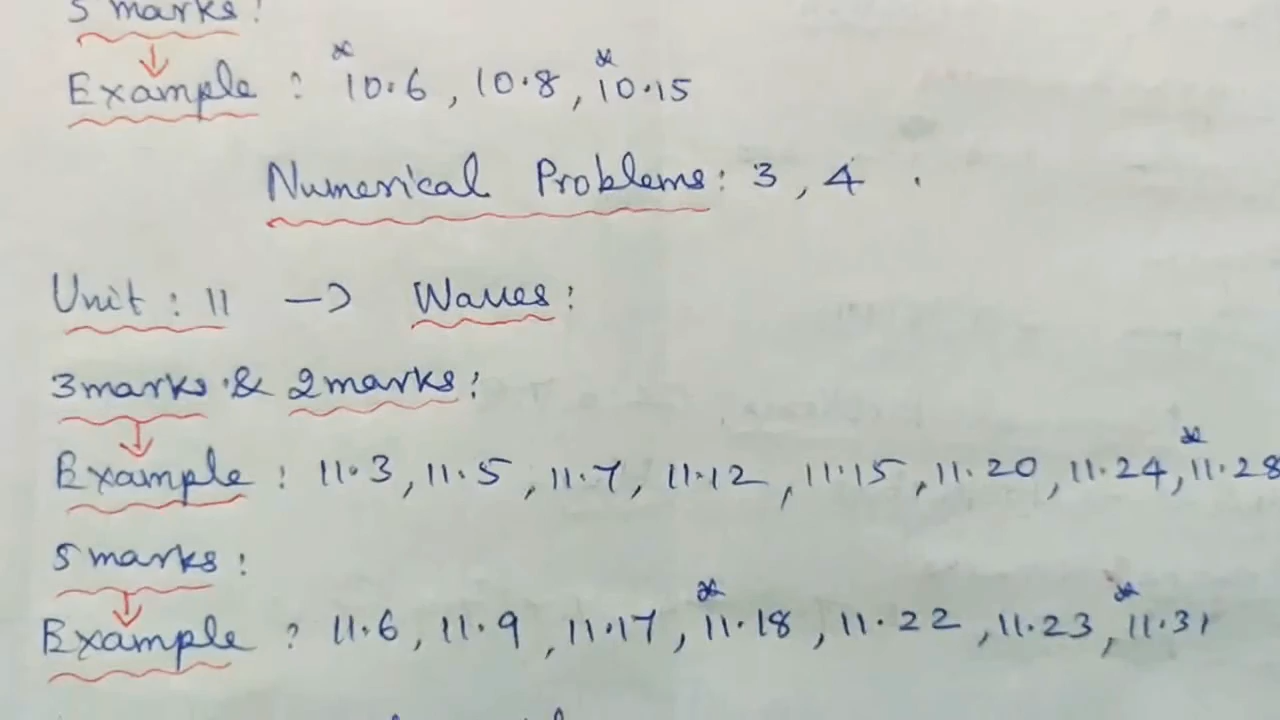 5 marks:
Example : *10.6, 10.8, *10.15
Numerical Problems: 3, 4 .
Unit : 11 -> Waves:
3marks & 2marks:
Example : 11.3, 11.5, 11.7, 11.12, 11.15, 11.20, 11.24, *11.28
5 marks:
Example : 11.6, 11.9, 11.17, *11.18, 11.22, 11.23, *11.31